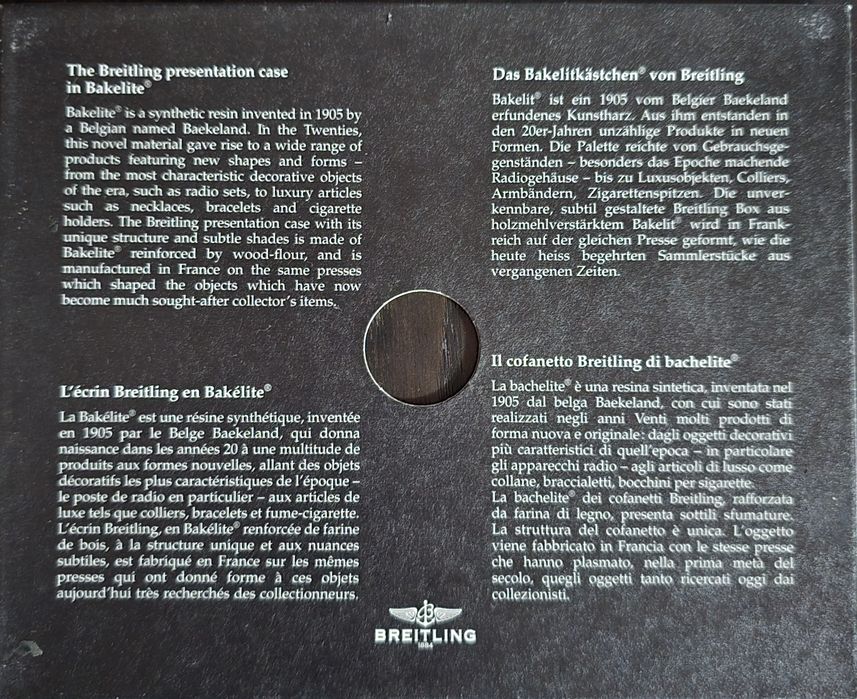 The Breitling presentation case
in Bakelite®
Bakelite® is a synthetic resin invented in 1905 by
a Belgian named Baekeland. In the Twenties,
this novel material gave rise to a wide range of
products featuring new shapes and forms –
from the most characteristic decorative objects
of the era, such as radio sets, to luxury articles
such as necklaces, bracelets and cigarette
holders. The Breitling presentation case with its
unique structure and subtle shades is made of
Bakelite® reinforced by wood-flour, and is
manufactured in France on the same presses
which shaped the objects which have now
become much sought-after collector's items.
Das Bakelitkästchen® von Breitling
Bakelit® ist ein 1905 vom Belgier Baekeland
erfundenes Kunstharz. Aus ihm entstanden in
den 20er-Jahren unzählige Produkte in neuen
Formen. Die Palette reichte von Gebrauchsge-
genständen – besonders das Epoche machende
Radiogehäuse – bis zu Luxusobjekten, Colliers,
Armbändern, Zigarettenspitzen. Die unver-
kennbare, subtil gestaltete Breitling Box aus
holzmehlverstärktem Bakelit® wird in Frank-
reich auf der gleichen Presse geformt, wie die
heute heiss begehrten Sammlerstücke aus
vergangenen Zeiten.
L'écrin Breitling en Bakélite®
La Bakélite® est une résine synthétique, inventée
en 1905 par le Belge Baekeland, qui donna
naissance dans les années 20 à une multitude de
produits aux formes nouvelles, allant des objets
décoratifs les plus caractéristiques de l'époque –
le poste de radio en particulier – aux articles de
luxe tels que colliers, bracelets et fume-cigarette.
L'écrin Breitling, en Bakélite® renforcée de farine
de bois, à la structure unique et aux nuances
subtiles, est fabriqué en France sur les mêmes
presses qui ont donné forme à ces objets
aujourd'hui très recherchés des collectionneurs.
Il cofanetto Breitling di bachelite®
La bachelite® è una resina sintetica, inventata nel
1905 dal belga Baekeland, con cui sono stati
realizzati negli anni Venti molti prodotti di
forma nuova e originale: dagli oggetti decorativi
più caratteristici di quell'epoca – in particolare
gli apparecchi radio – agli articoli di lusso come
collane, braccialetti, bocchini per sigarette.
La bachelite® dei cofanetti Breitling, rafforzata
da farina di legno, presenta sottili sfumature.
La struttura del cofanetto è unica. L'oggetto
viene fabbricato in Francia con le stesse presse
che hanno plasmato, nella prima metà del
secolo, quegli oggetti tanto ricercati oggi dai
collezionisti.
BREITLING
1884